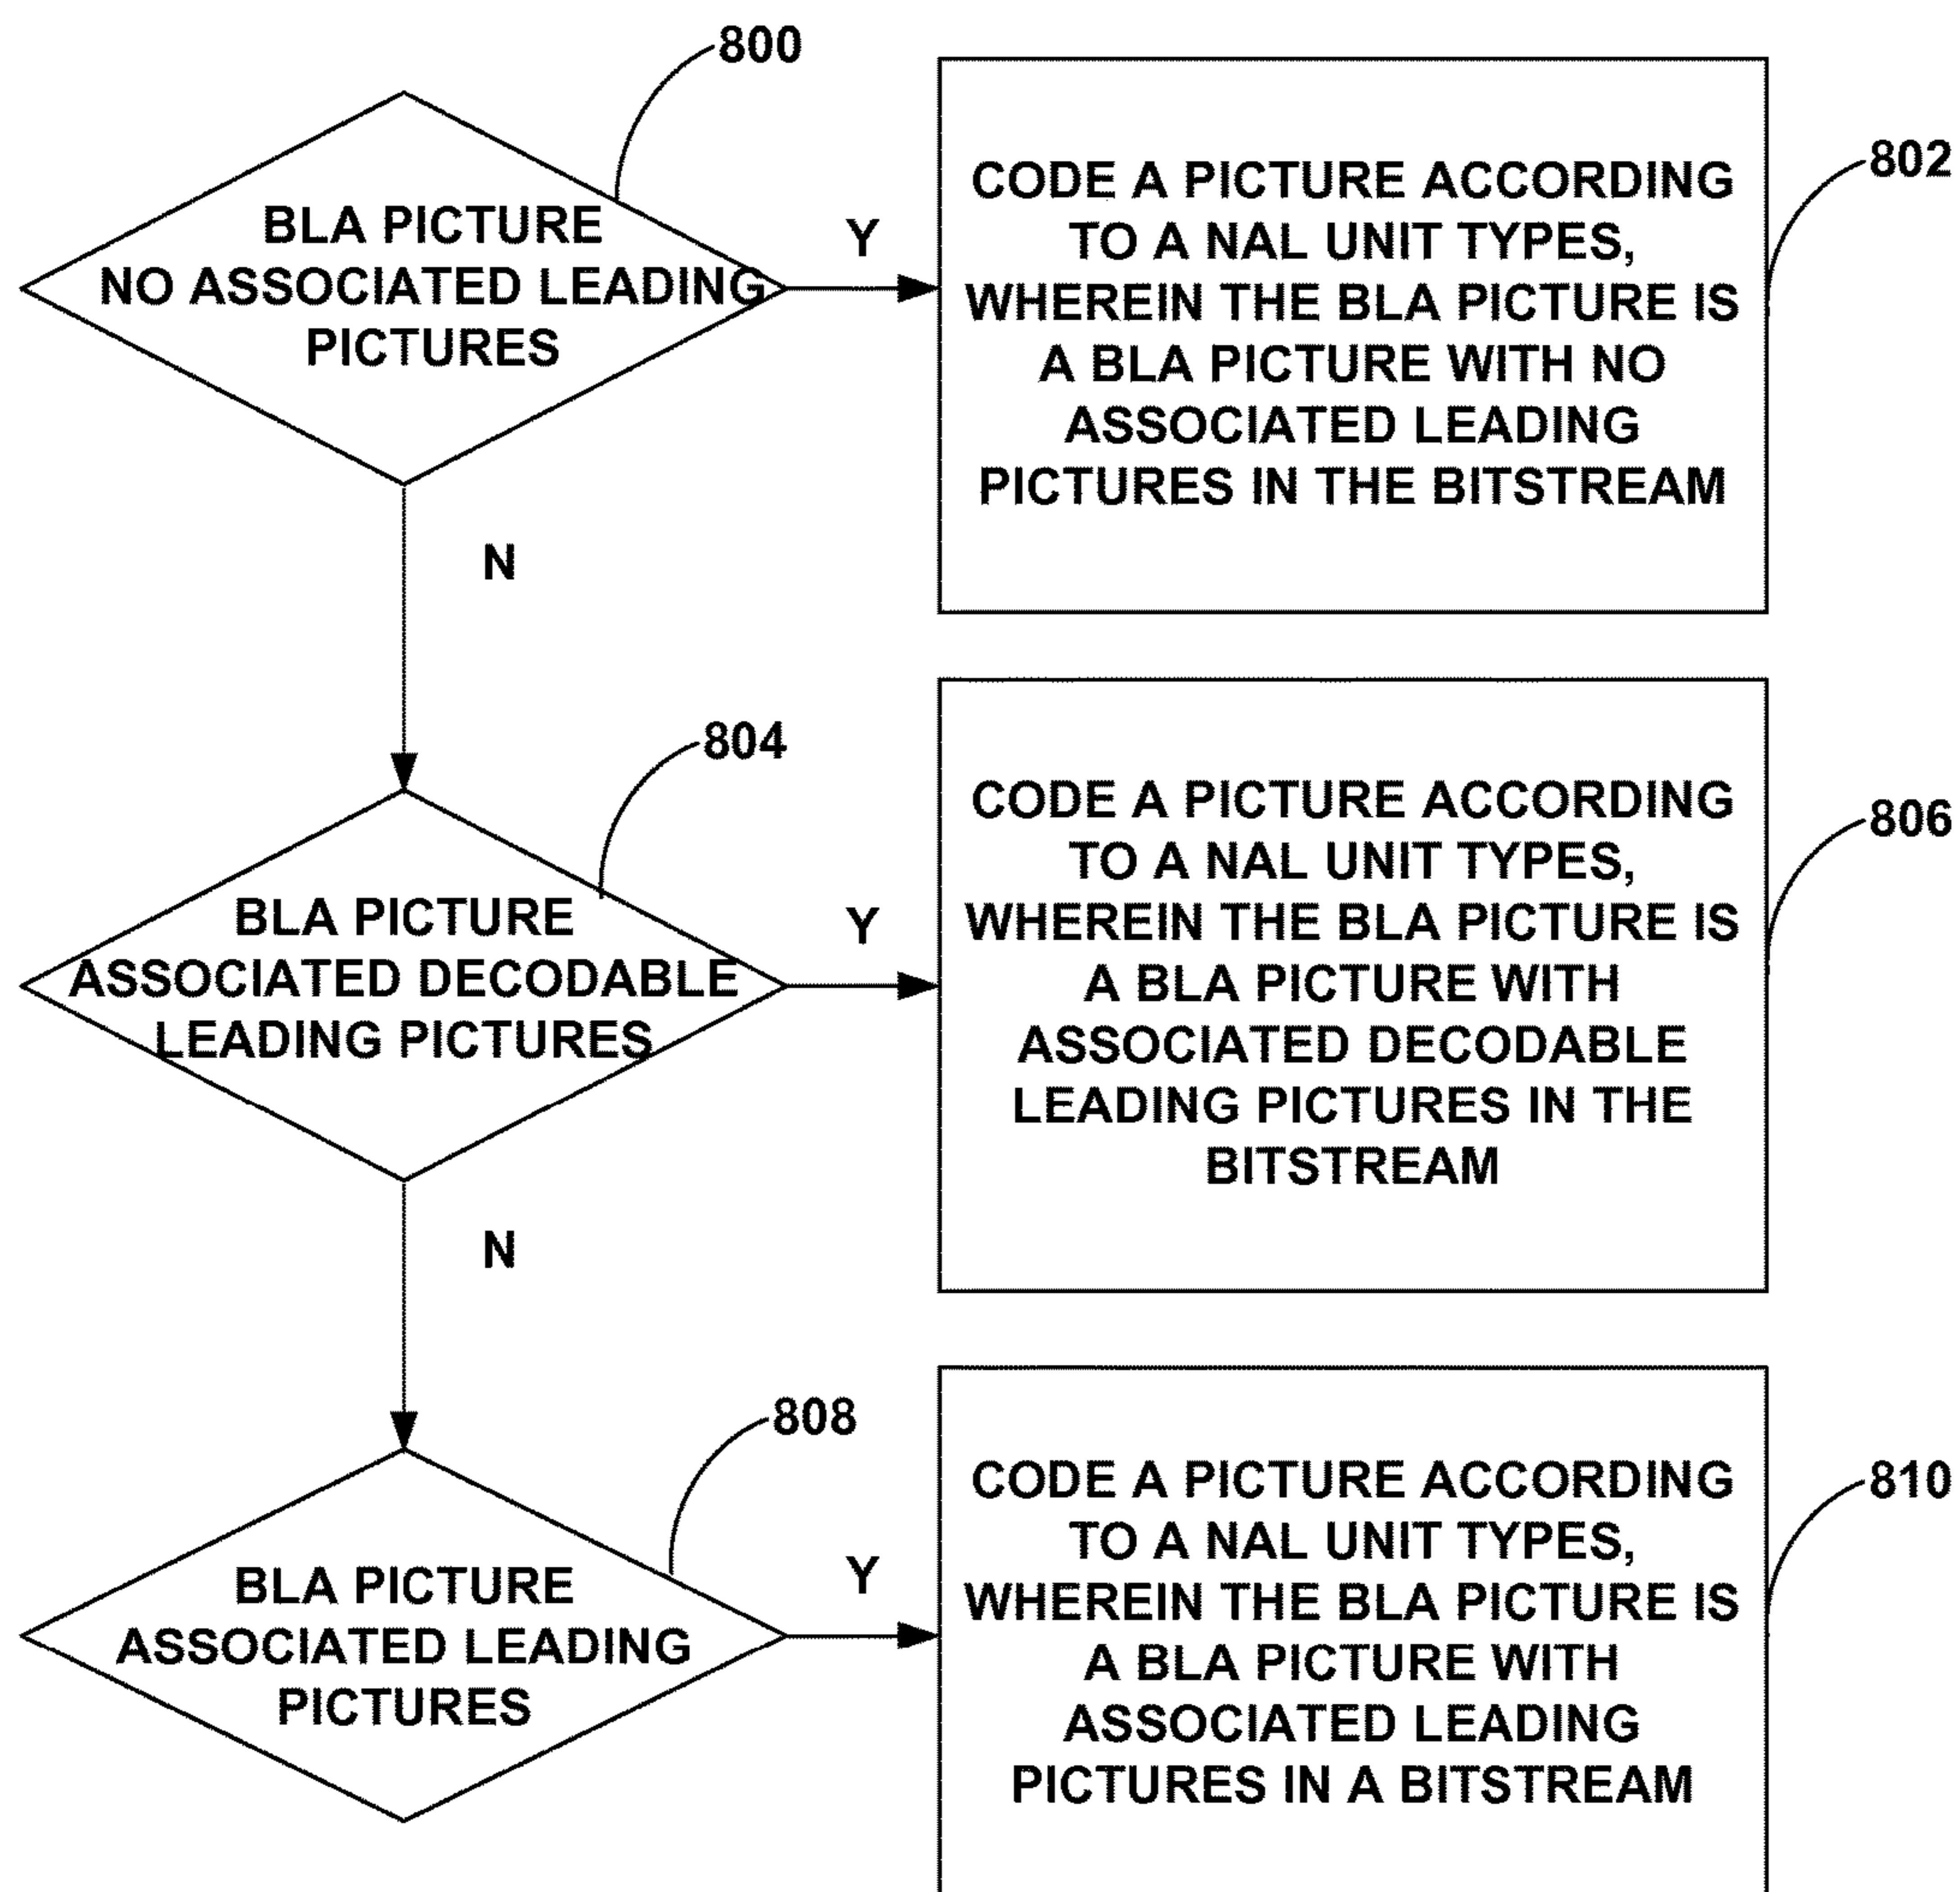 800
BLA PICTURE
NO ASSOCIATED LEADING
PICTURES
Y
CODE A PICTURE ACCORDING
TO A NAL UNIT TYPES,
WHEREIN THE BLA PICTURE IS
A BLA PICTURE WITH NO
ASSOCIATED LEADING
PICTURES IN THE BITSTREAM
802
N
804
BLA PICTURE
ASSOCIATED DECODABLE
LEADING PICTURES
Y
CODE A PICTURE ACCORDING
TO A NAL UNIT TYPES,
WHEREIN THE BLA PICTURE IS
A BLA PICTURE WITH
ASSOCIATED DECODABLE
LEADING PICTURES IN THE
BITSTREAM
806
N
808
BLA PICTURE
ASSOCIATED LEADING
PICTURES
Y
CODE A PICTURE ACCORDING
TO A NAL UNIT TYPES,
WHEREIN THE BLA PICTURE IS
A BLA PICTURE WITH
ASSOCIATED LEADING
PICTURES IN A BITSTREAM
810